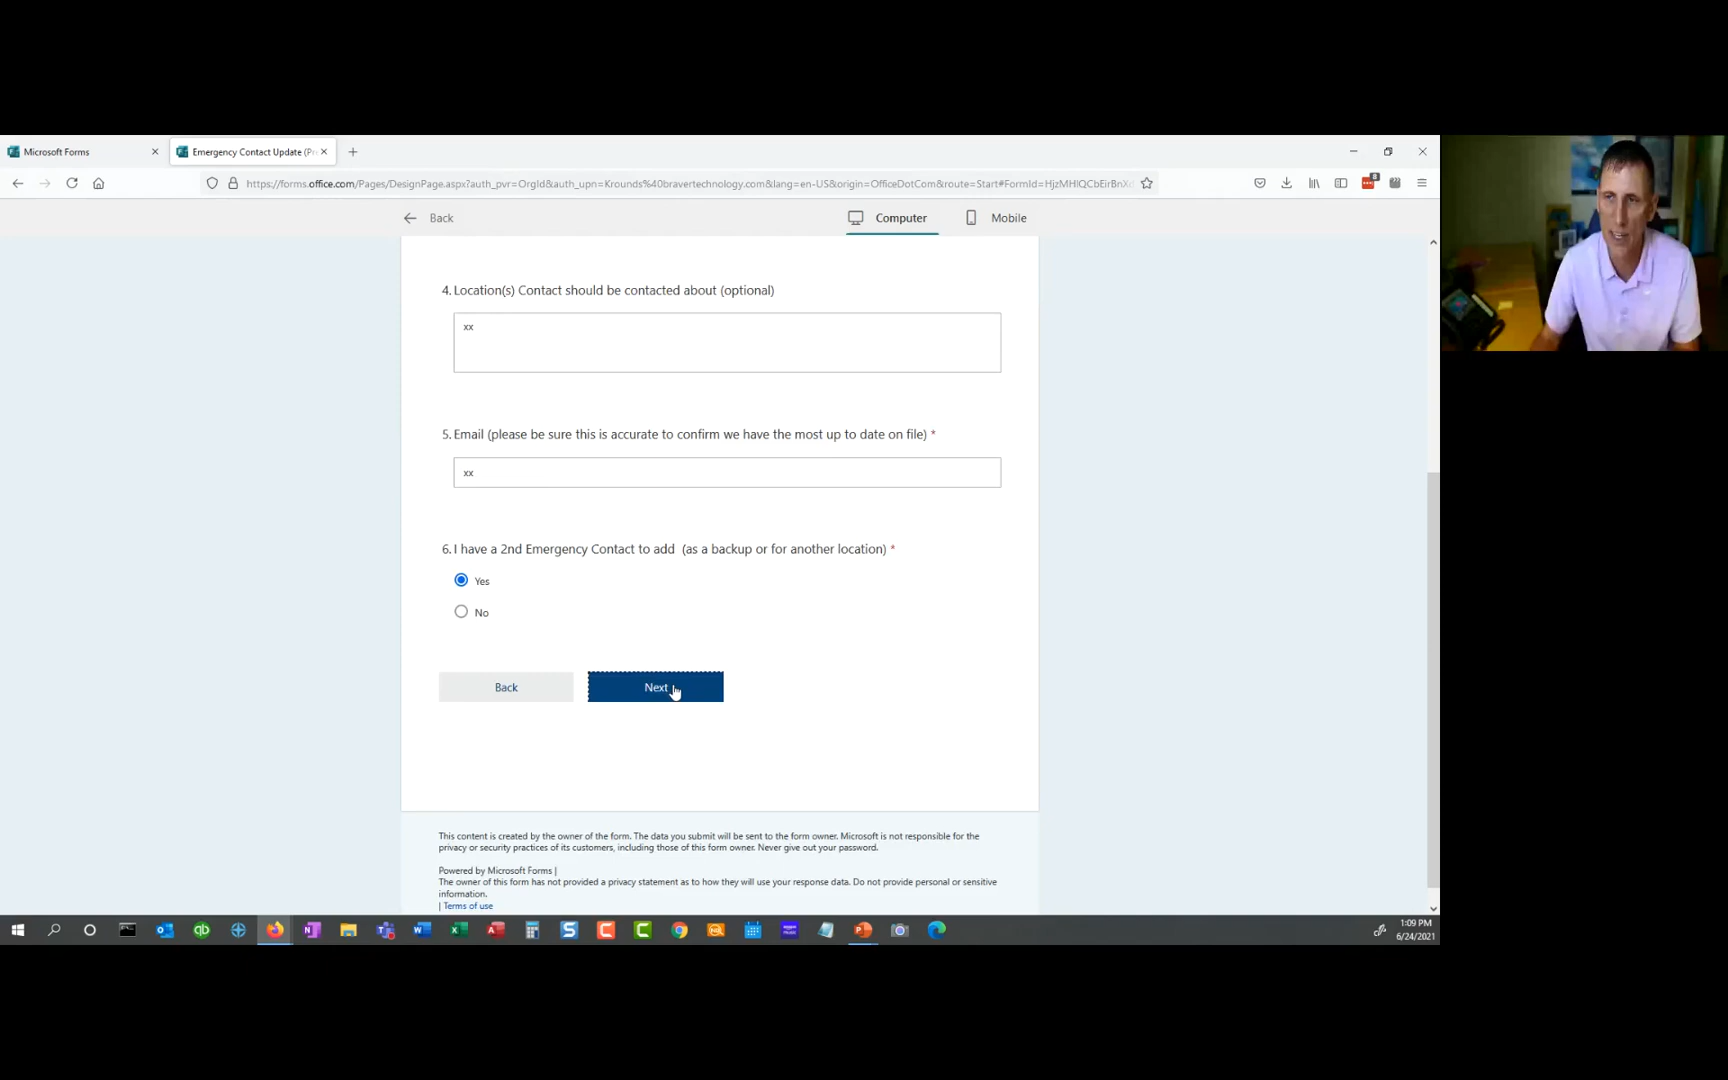 Microsoft Forms
Emergency Contact Update (Pr
https://forms.office.com/Pages/DesignPage.aspx?auth_pvr=OrgId&auth_upn=Krounds%40bravertechnology.com&lang=en-US&origin=OfficeDotCom&route=Start#FormId=
Back
Computer
Mobile
4. Location(s) Contact should be contacted about (optional)
xx
5. Email (please be sure this is accurate to confirm we have the most up to date on file) *
xx
6. I have a 2nd Emergency Contact to add (as a backup or for another location) *
Yes
No
Back
Next
This content is created by the owner of the form. The data you submit will be sent to the form owner. Microsoft is not responsible for the
privacy or security practices of its customers, including those of this form owner. Never give out your password.
Powered by Microsoft Forms |
The owner of this form has not provided a privacy statement as to how they will use your response data. Do not provide personal or sensitive
information.
| Terms of use
1:09 PM
6/24/2021